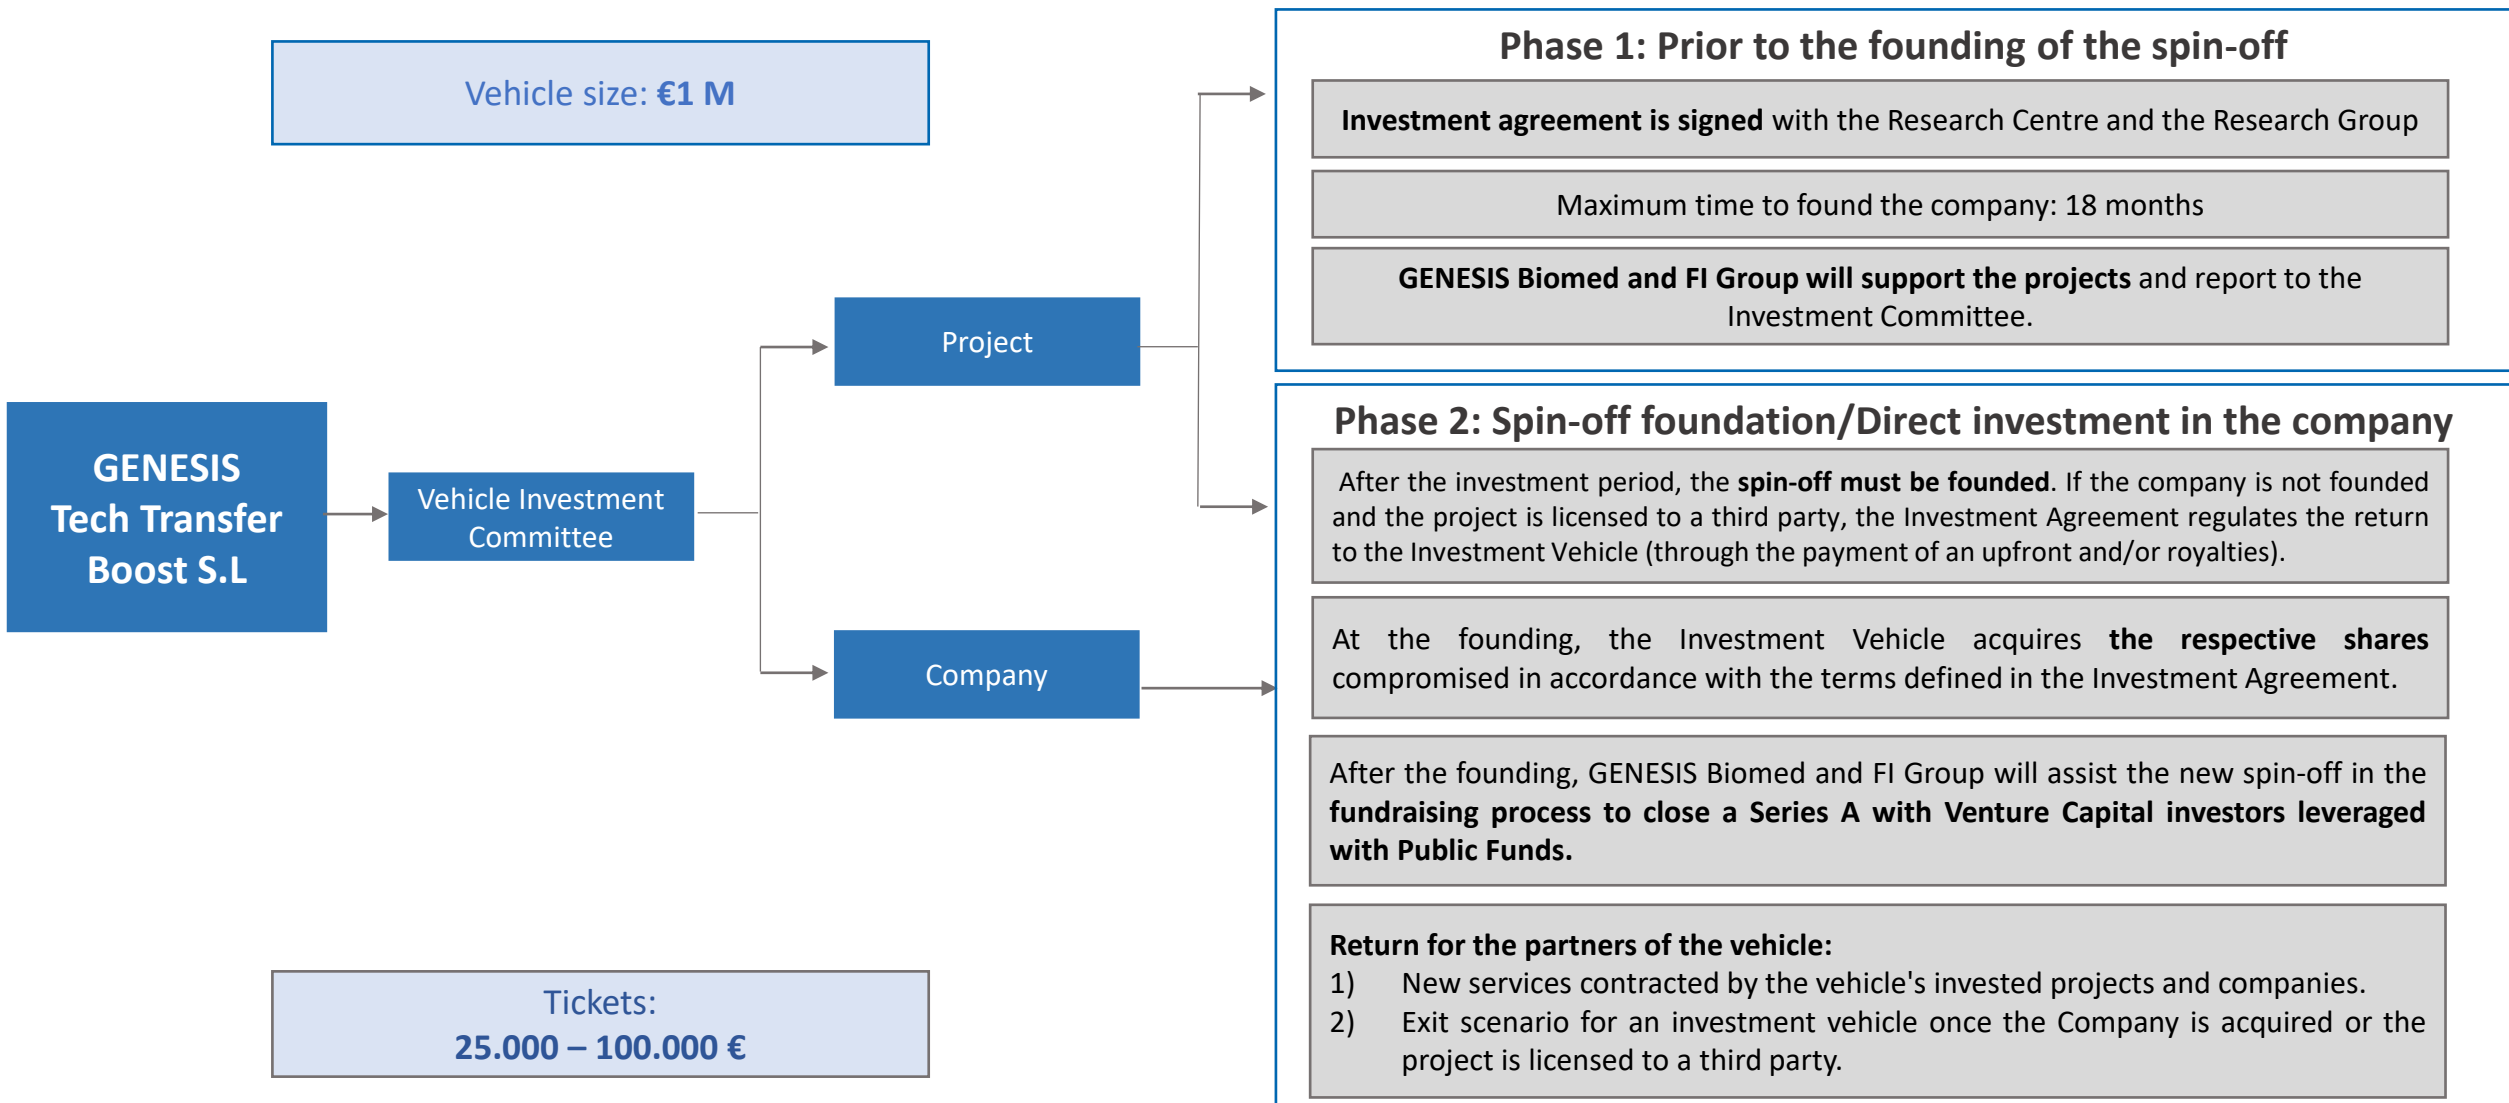 Vehicle size: €1 M
GENESIS
Tech Transfer
Boost S.L
Vehicle Investment
Committee
Project
Company
Tickets:
25.000 – 100.000 €
Phase 1: Prior to the founding of the spin-off
Investment agreement is signed with the Research Centre and the Research Group
Maximum time to found the company: 18 months
GENESIS Biomed and FI Group will support the projects and report to the
Investment Committee.
Phase 2: Spin-off foundation/Direct investment in the company
After the investment period, the spin-off must be founded. If the company is not founded
and the project is licensed to a third party, the Investment Agreement regulates the return
to the Investment Vehicle (through the payment of an upfront and/or royalties).
At the founding, the Investment Vehicle acquires the respective shares
compromised in accordance with the terms defined in the Investment Agreement.
After the founding, GENESIS Biomed and FI Group will assist the new spin-off in the
fundraising process to close a Series A with Venture Capital investors leveraged
with Public Funds.
Return for the partners of the vehicle:
1) New services contracted by the vehicle's invested projects and companies.
2) Exit scenario for an investment vehicle once the Company is acquired or the
project is licensed to a third party.